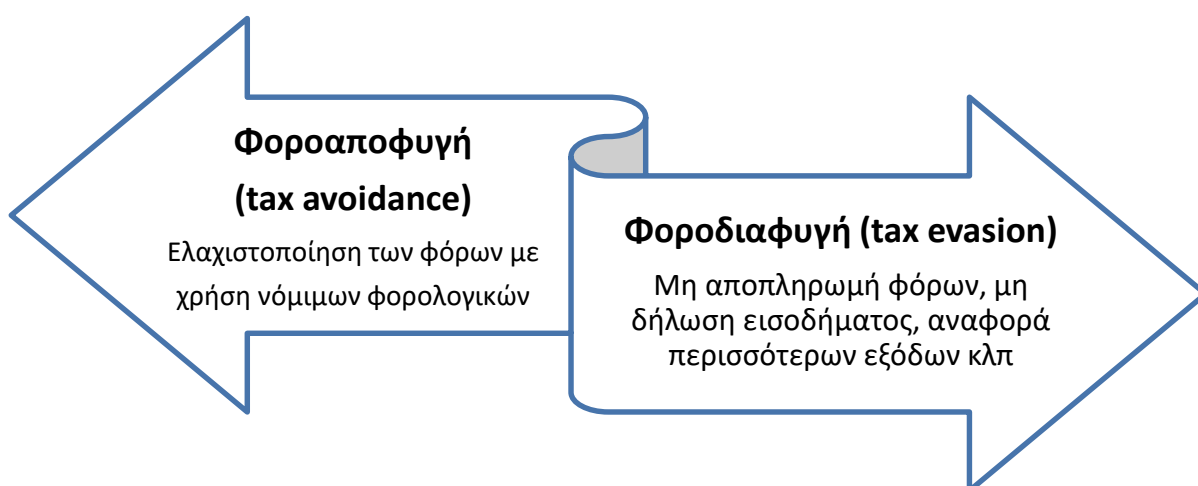 Φοροαποφυγή
(tax avoidance)
Ελαχιστοποίηση των φόρων με
χρήση νόμιμων φορολογικών
Φοροδιαφυγή (tax evasion)
Μη αποπληρωμή φόρων, μη
δήλωση εισοδήματος, αναφορά
περισσότερων εξόδων κλπ